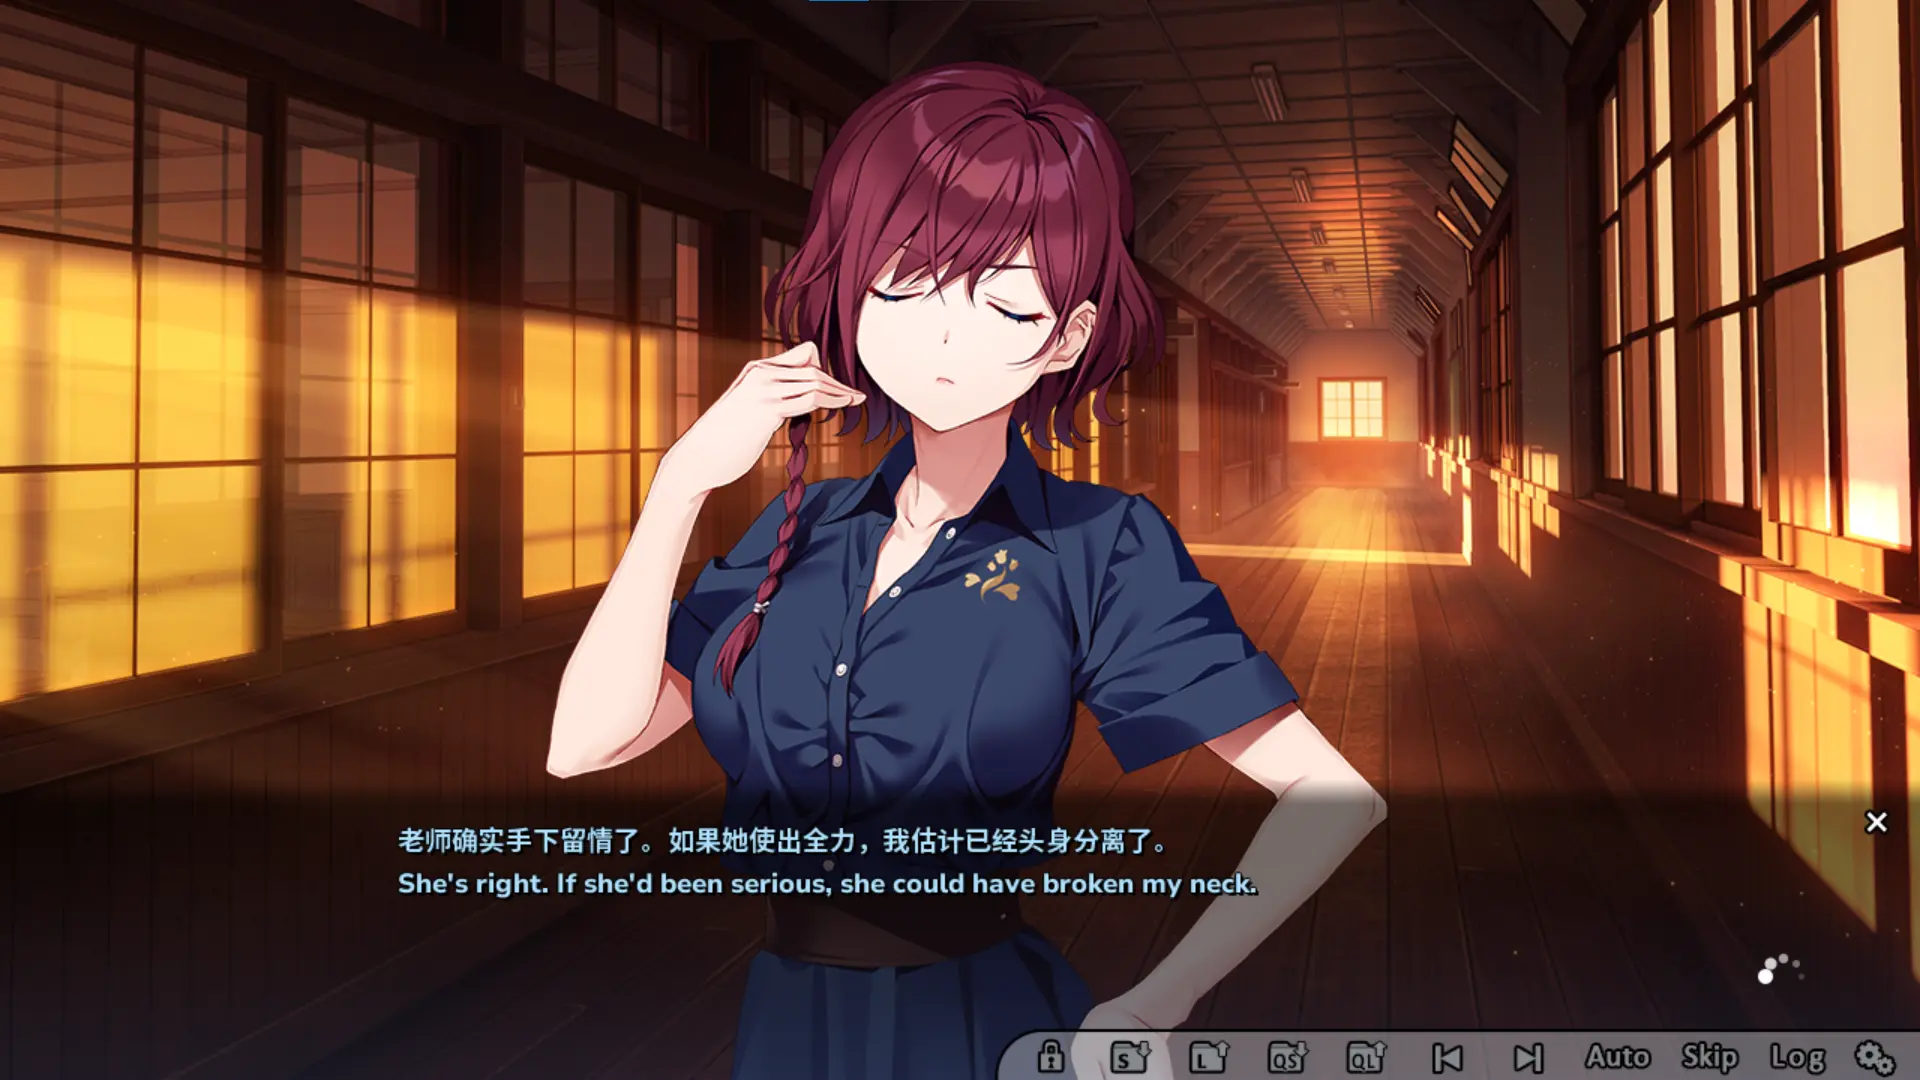 老师确实手下留情了。如果她使出全力，我估计已经头身分离了。
She's right. If she'd been serious, she could have broken my neck.
S L QS QL Auto Skip Log